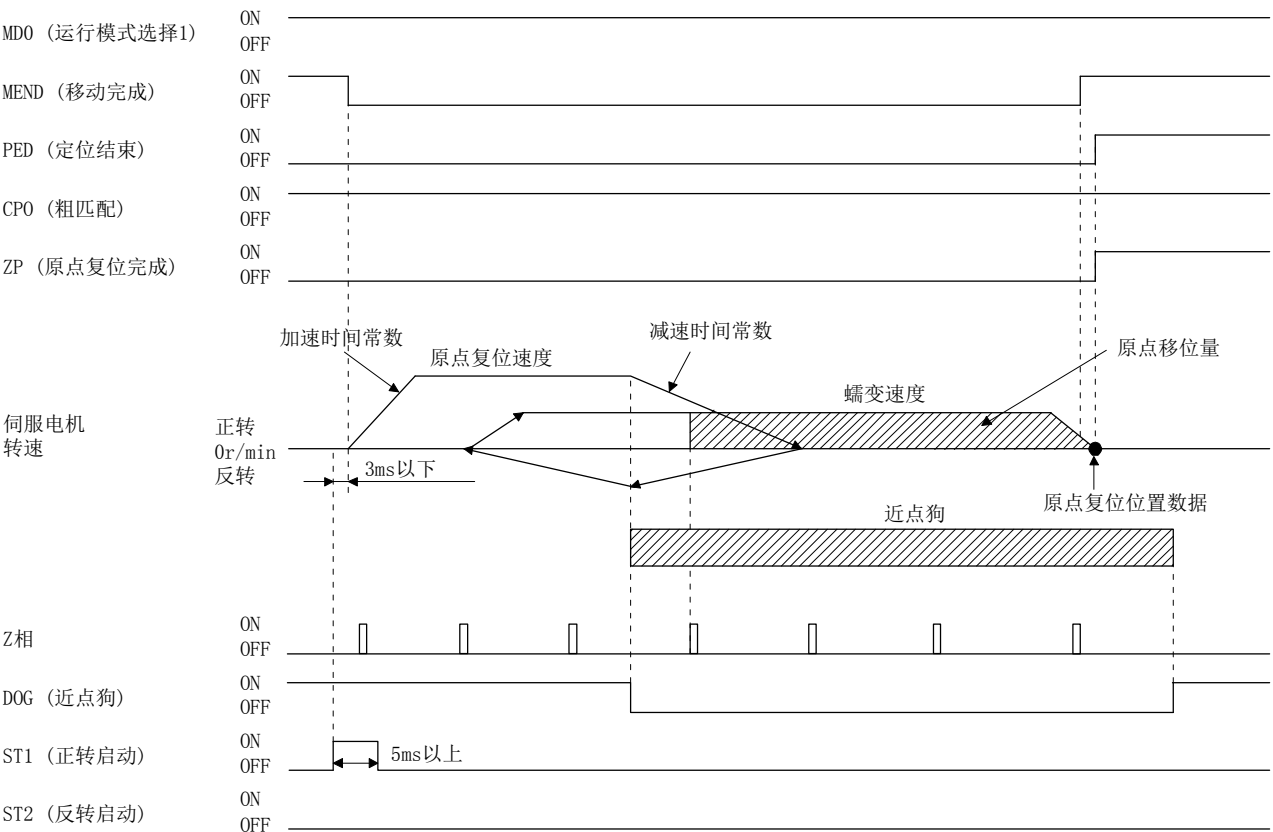 MD0 (运行模式选择1)
ON
OFF
MEND (移动完成)
ON
OFF
PED (定位结束)
ON
OFF
CPO (粗匹配)
ON
OFF
ZP (原点复位完成)
ON
OFF
加速时间常数
原点复位速度
减速时间常数
原点移位量
蠕变速度
伺服电机
转速
正转
0r/min
反转
3ms以下
原点复位位置数据
近点狗
Z相
ON
OFF
DOG (近点狗)
ON
OFF
ST1 (正转启动)
ON
OFF
5ms以上
ST2 (反转启动)
ON
OFF